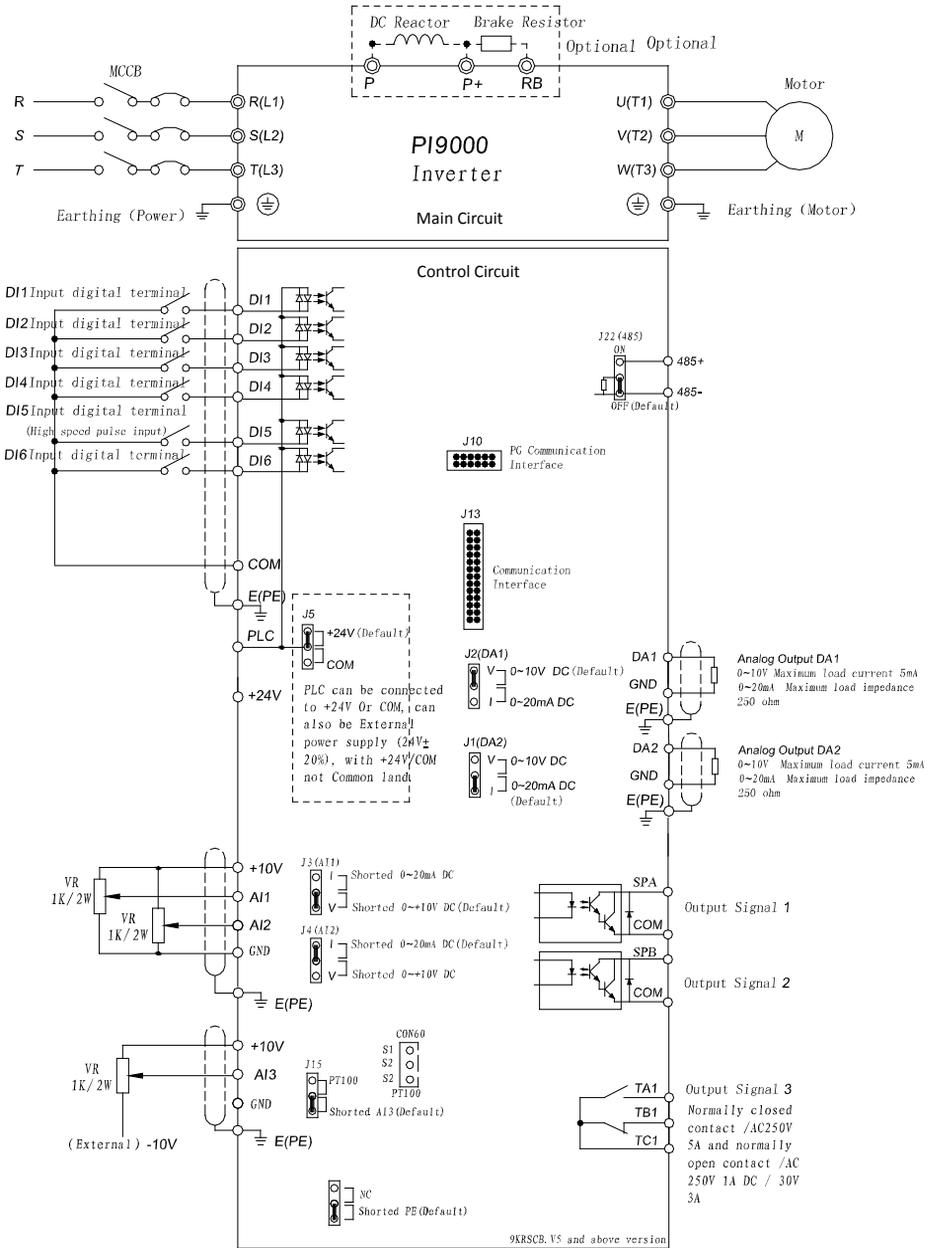 DC Reactor Brake Resistor
Optional Optional
P P+ RB
MCCB
Motor
R R(L1) U(T1)
S S(L2) V(T2) M
T T(L3) W(T3)
PI9000
Inverter
Earthing (Power)
Main Circuit
Earthing (Motor)
Control Circuit
DI1Input digital terminal DI1
DI2Input digital terminal DI2
DI3Input digital terminal DI3
DI4Input digital terminal DI4
DI5Input digital terminal
(High speed pulse input) DI5
DI6Input digital terminal DI6
COM
E(PE)
PLC
+24V
J22(485)
ON
485+
485-
OFF(Default)
J10
PG Communication
Interface
J13
Communication
Interface
J5
+24V(Default)
COM
PLC can be connected
to +24V Or COM, can
also be External
power supply (24V±
20%), with +24V/COM
not Common land
J2(DA1)
V 0~10V DC(Default)
I 0~20mA DC
J1(DA2)
V 0~10V DC
I 0~20mA DC
(Default)
DA1
GND
E(PE)
Analog Output DA1
0~10V Maximum load current 5mA
0~20mA Maximum load impedance
250 ohm
DA2
GND
E(PE)
Analog Output DA2
0~10V Maximum load current 5mA
0~20mA Maximum load impedance
250 ohm
VR
1K/2W
VR
1K/2W
+10V
AI1
AI2
GND
E(PE)
J3(AI1)
I Shorted 0~20mA DC
V Shorted 0~+10V DC(Default)
J4(AI2)
I Shorted 0~20mA DC(Default)
V Shorted 0~+10V DC
SPA
COM
Output Signal 1
SPB
COM
Output Signal 2
VR
1K/2W
(External) -10V
+10V
AI3
GND
E(PE)
J15
PT100
Shorted AI3(Default)
CON60
S1
S2
S2
PT100
TA1
TB1
TC1
Output Signal 3
Normally closed
contact /AC250V
5A and normally
open contact /AC
250V 1A DC / 30V
3A
NC
Shorted PE(Default)
9KRSCB.V5 and above version